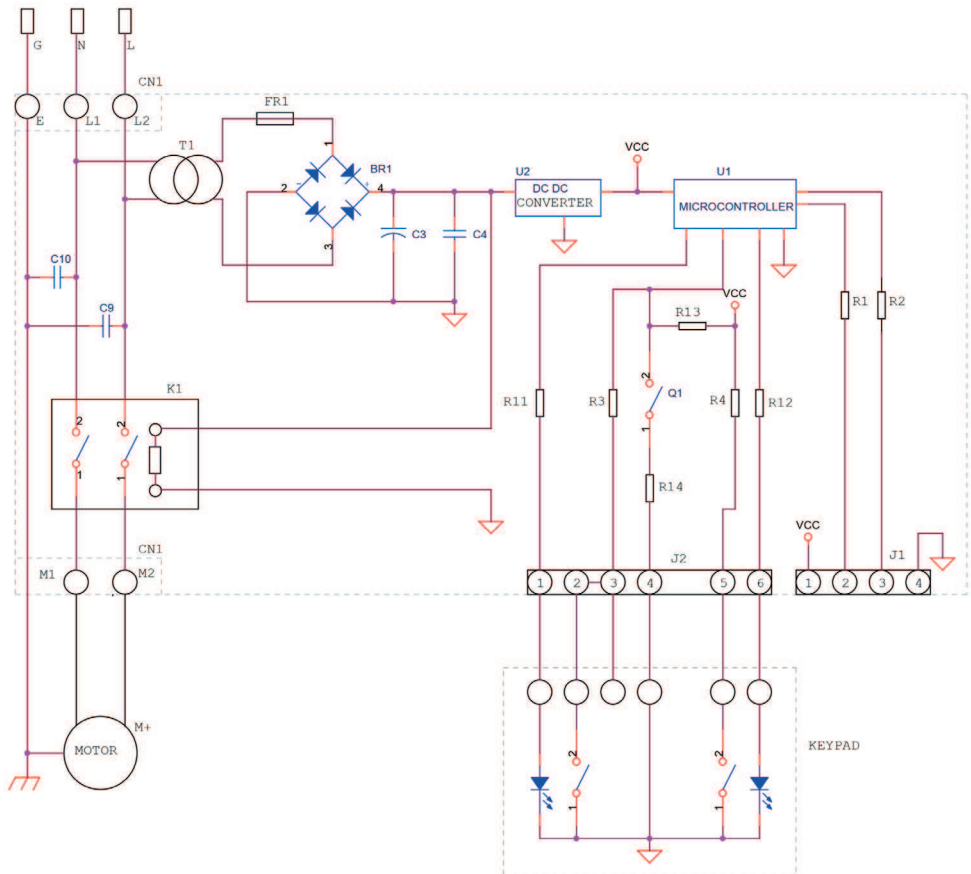 G N L
CN1
E L1 L2
FR1
T1
1
BR1
2 - + 4
3
C3 C4
U2
DC DC
CONVERTER
VCC
U1
MICROCONTROLLER
C10
C9
VCC
R13
R1 R2
K1
2 2
1 1
R11 R3
2
Q1
1
R4 R12
R14
VCC
CN1
M1 M2
J2
1 2 3 4 5 6
J1
1 2 3 4
M+
MOTOR
KEYPAD
2 2
1 1